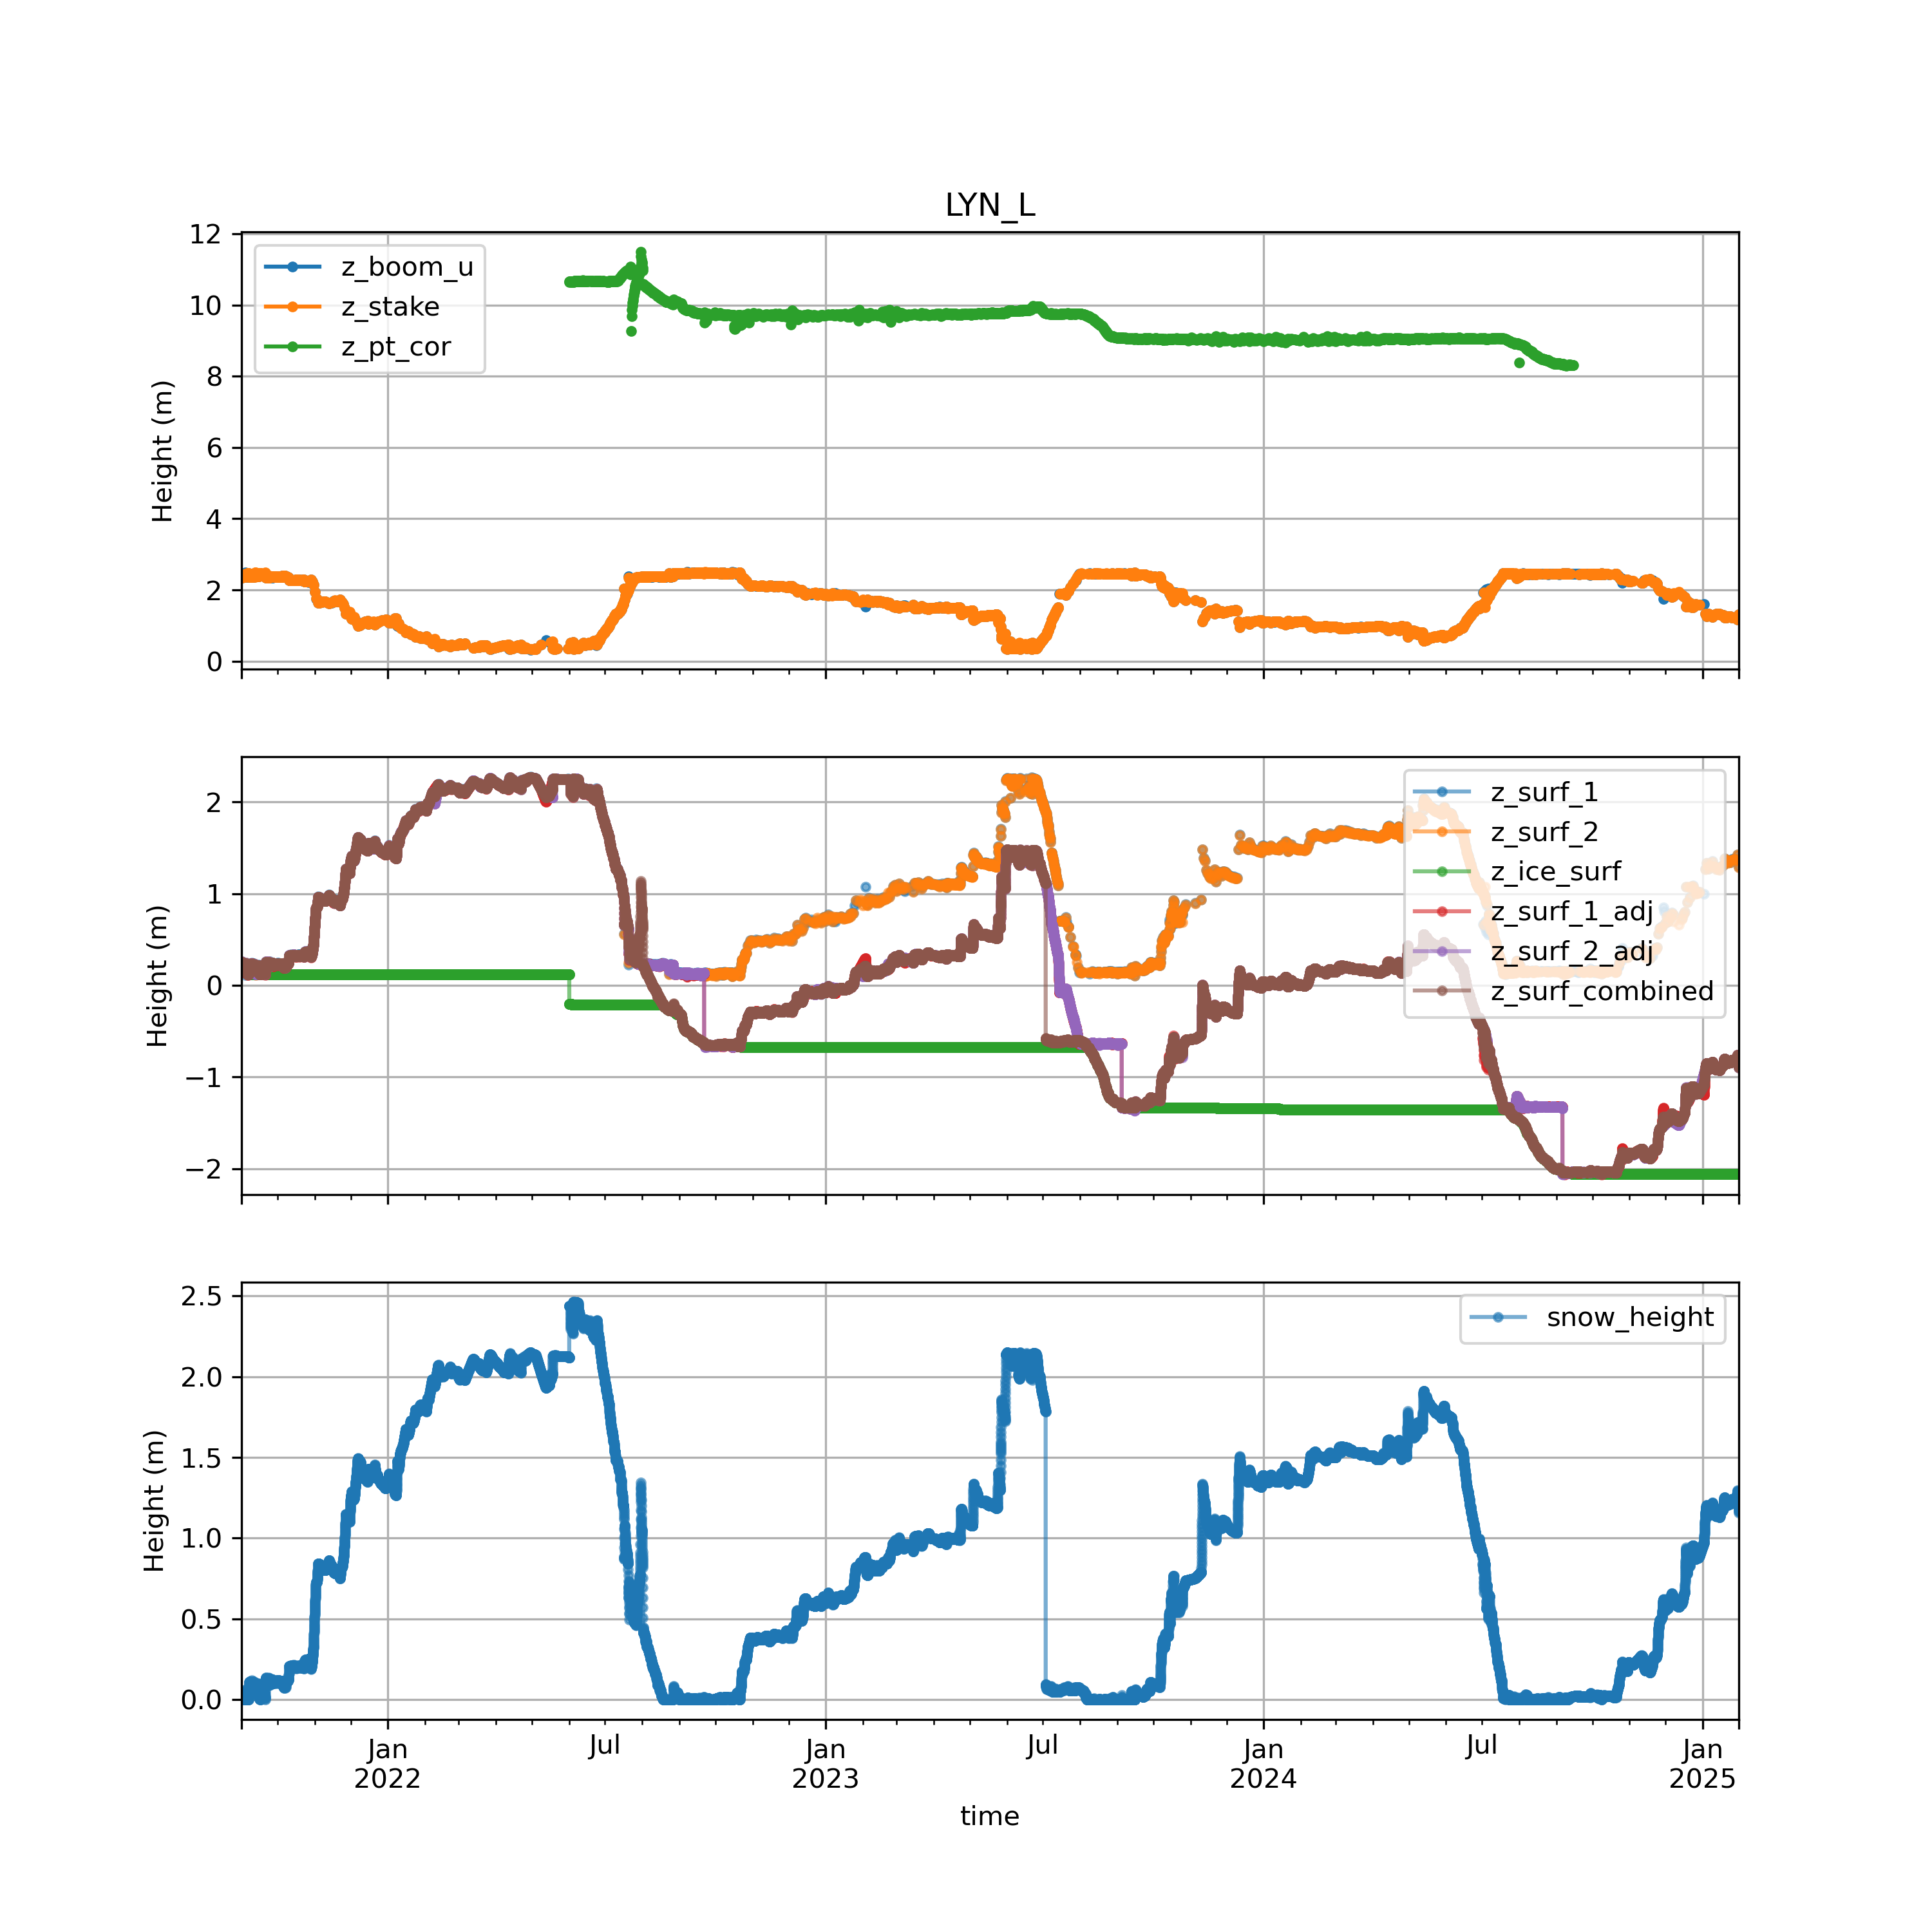 LYN_L
12
10
8
6
4
2
0
Height (m)
z_boom_u
z_stake
z_pt_cor
2
1
0
−1
−2
Height (m)
z_surf_1
z_surf_2
z_ice_surf
z_surf_1_adj
z_surf_2_adj
z_surf_combined
2.5
2.0
1.5
1.0
0.5
0.0
Height (m)
snow_height
Jan Jul Jan Jul Jan Jul Jan
2022 2023 2024 2025
time